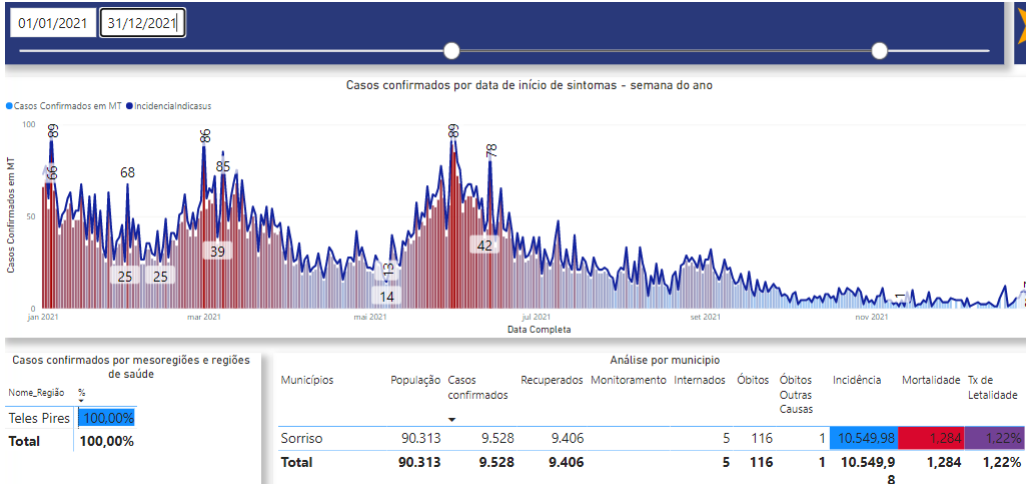 01/01/2021 31/12/2021
Casos confirmados por data de início de sintomas - semana do ano
Casos Confirmados em MT IncidenciaIndicasus
Casos Confirmados em MT
100
50
0
89
66
68
25
25
86
85
39
13
14
89
78
42
1
jan 2021 mar 2021 mai 2021 jul 2021 set 2021 nov 2021
Data Completa
Casos confirmados por mesoregiões e regiões
de saúde
Nome_Região %
Teles Pires 100,00%
Total 100,00%
Análise por municipio
Municípios População Casos confirmados Recuperados Monitoramento Internados Óbitos Óbitos Outras Causas Incidência Mortalidade Tx de Letalidade
Sorriso 90.313 9.528 9.406 5 116 1 10.549,98 1,284 1,22%
Total 90.313 9.528 9.406 5 116 1 10.549,9 1,284 1,22%
8